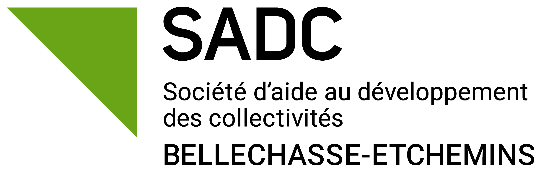 SADC
Société d'aide au développement
des collectivités
BELLECHASSE-ETCHEMINS